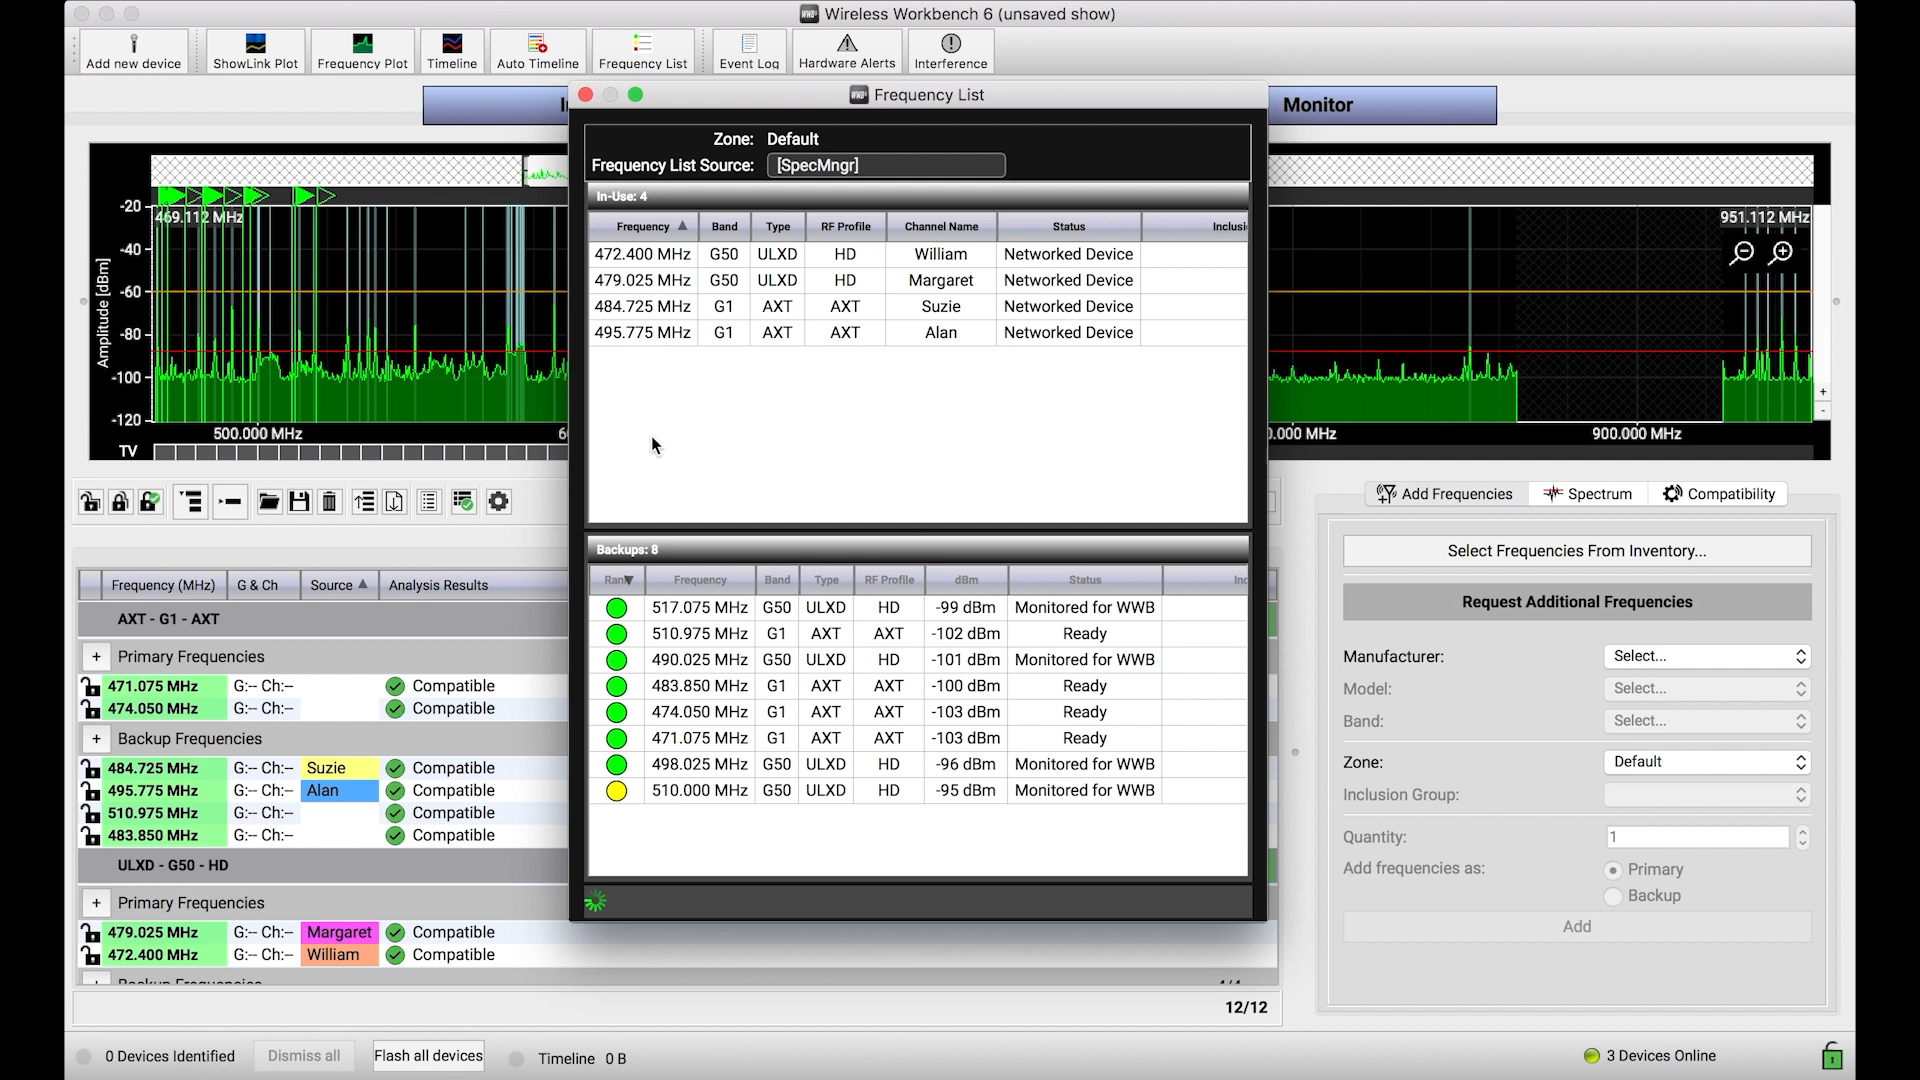 Wireless Workbench 6 (unsaved show)
Add new device
ShowLink Plot
Frequency Plot
Timeline
Auto Timeline
Frequency List
Event Log
Hardware Alerts
Interference
Frequency List
Monitor
Zone: Default
Frequency List Source: [SpecMngr]
In-Use: 4
Frequency Band Type RF Profile Channel Name Status
472.400 MHz G50 ULXD HD William Networked Device
479.025 MHz G50 ULXD HD Margaret Networked Device
484.725 MHz G1 AXT AXT Suzie Networked Device
495.775 MHz G1 AXT AXT Alan Networked Device
Backups: 8
Frequency Band Type RF Profile dBm Status
517.075 MHz G50 ULXD HD -99 dBm Monitored for WWB
510.975 MHz G1 AXT AXT -102 dBm Ready
490.025 MHz G50 ULXD HD -101 dBm Monitored for WWB
483.850 MHz G1 AXT AXT -100 dBm Ready
474.050 MHz G1 AXT AXT -103 dBm Ready
471.075 MHz G1 AXT AXT -103 dBm Ready
498.025 MHz G50 ULXD HD -96 dBm Monitored for WWB
510.000 MHz G50 ULXD HD -95 dBm Monitored for WWB
Amplitude [dBm]
-20
-40
-60
-80
-100
-120
469.112 MHz
951.112 MHz
500.000 MHz
900.000 MHz
TV
Frequency (MHz) G & Ch Source Analysis Results
AXT - G1 - AXT
+ Primary Frequencies
471.075 MHz G:-- Ch:-- Compatible
474.050 MHz G:-- Ch:-- Compatible
+ Backup Frequencies
484.725 MHz G:-- Ch:-- Suzie Compatible
495.775 MHz G:-- Ch:-- Alan Compatible
510.975 MHz G:-- Ch:-- Compatible
483.850 MHz G:-- Ch:-- Compatible
ULXD - G50 - HD
+ Primary Frequencies
479.025 MHz G:-- Ch:-- Margaret Compatible
472.400 MHz G:-- Ch:-- William Compatible
12/12
Add Frequencies
Spectrum
Compatibility
Select Frequencies From Inventory...
Request Additional Frequencies
Manufacturer: Select...
Model: Select...
Band: Select...
Zone: Default
Inclusion Group:
Quantity: 1
Add frequencies as: Primary
Backup
Add
0 Devices Identified
Dismiss all
Flash all devices
Timeline 0 B
3 Devices Online